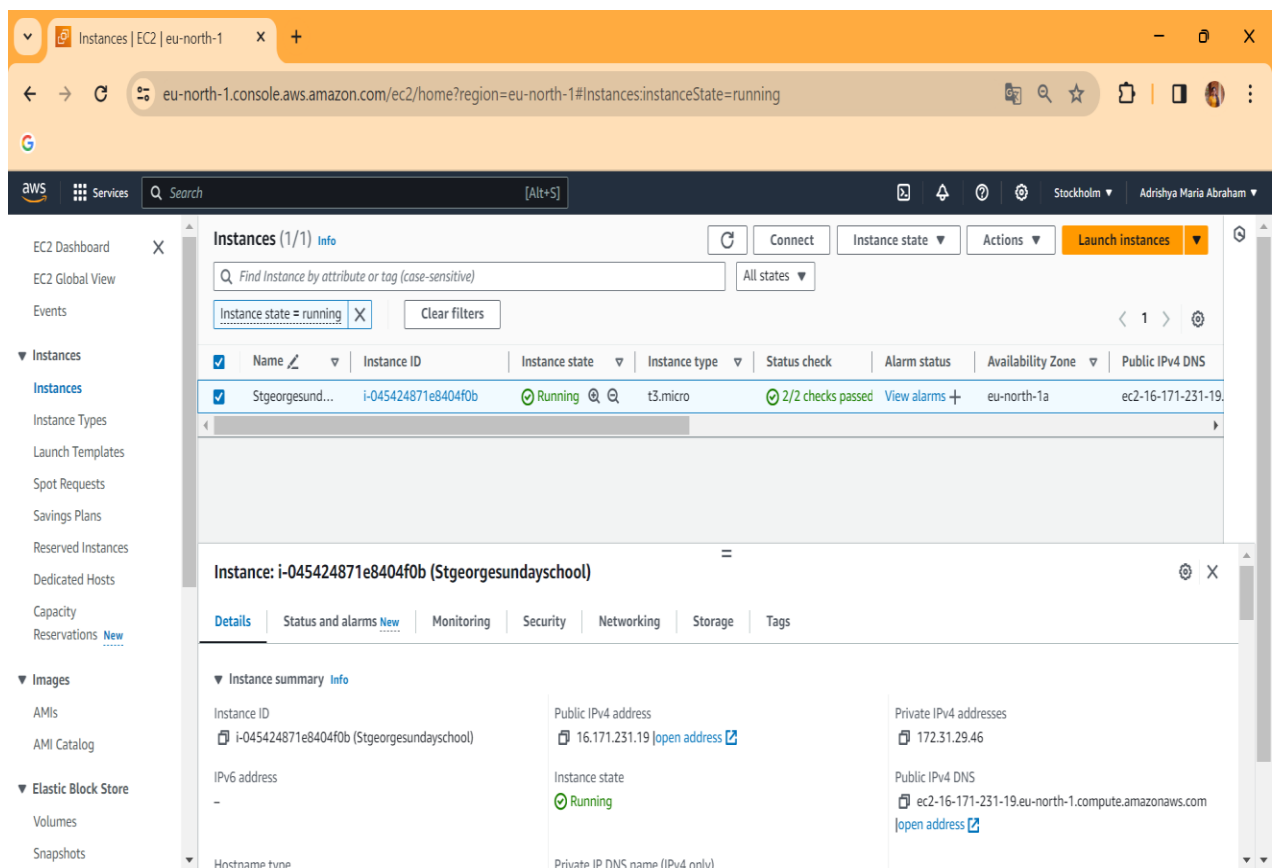 Instances | EC2 | eu-north-1
eu-north-1.console.aws.amazon.com/ec2/home?region=eu-north-1#Instances:instanceState=running
G
aws Services Search [Alt+S] Stockholm ▼ Adrishya Maria Abraham ▼
EC2 Dashboard
EC2 Global View
Events
▼ Instances
Instances
Instance Types
Launch Templates
Spot Requests
Savings Plans
Reserved Instances
Dedicated Hosts
Capacity
Reservations New
▼ Images
AMIs
AMI Catalog
▼ Elastic Block Store
Volumes
Snapshots
Instances (1/1) Info
Connect Instance state ▼ Actions ▼ Launch instances ▼
Find Instance by attribute or tag (case-sensitive) All states ▼
Instance state = running X Clear filters
< 1 >
Name Instance ID Instance state Instance type Status check Alarm status Availability Zone Public IPv4 DNS
Stgeorgesund... i-045424871e8404f0b Running t3.micro 2/2 checks passed View alarms + eu-north-1a ec2-16-171-231-19.
Instance: i-045424871e8404f0b (Stgeorgesundayschool)
Details Status and alarms New Monitoring Security Networking Storage Tags
▼ Instance summary Info
Instance ID Public IPv4 address Private IPv4 addresses
i-045424871e8404f0b (Stgeorgesundayschool) 16.171.231.19 |open address 172.31.29.46
IPv6 address Instance state Public IPv4 DNS
– Running ec2-16-171-231-19.eu-north-1.compute.amazonaws.com
|open address
Hostname type Private IP DNS name (IPv4 only)